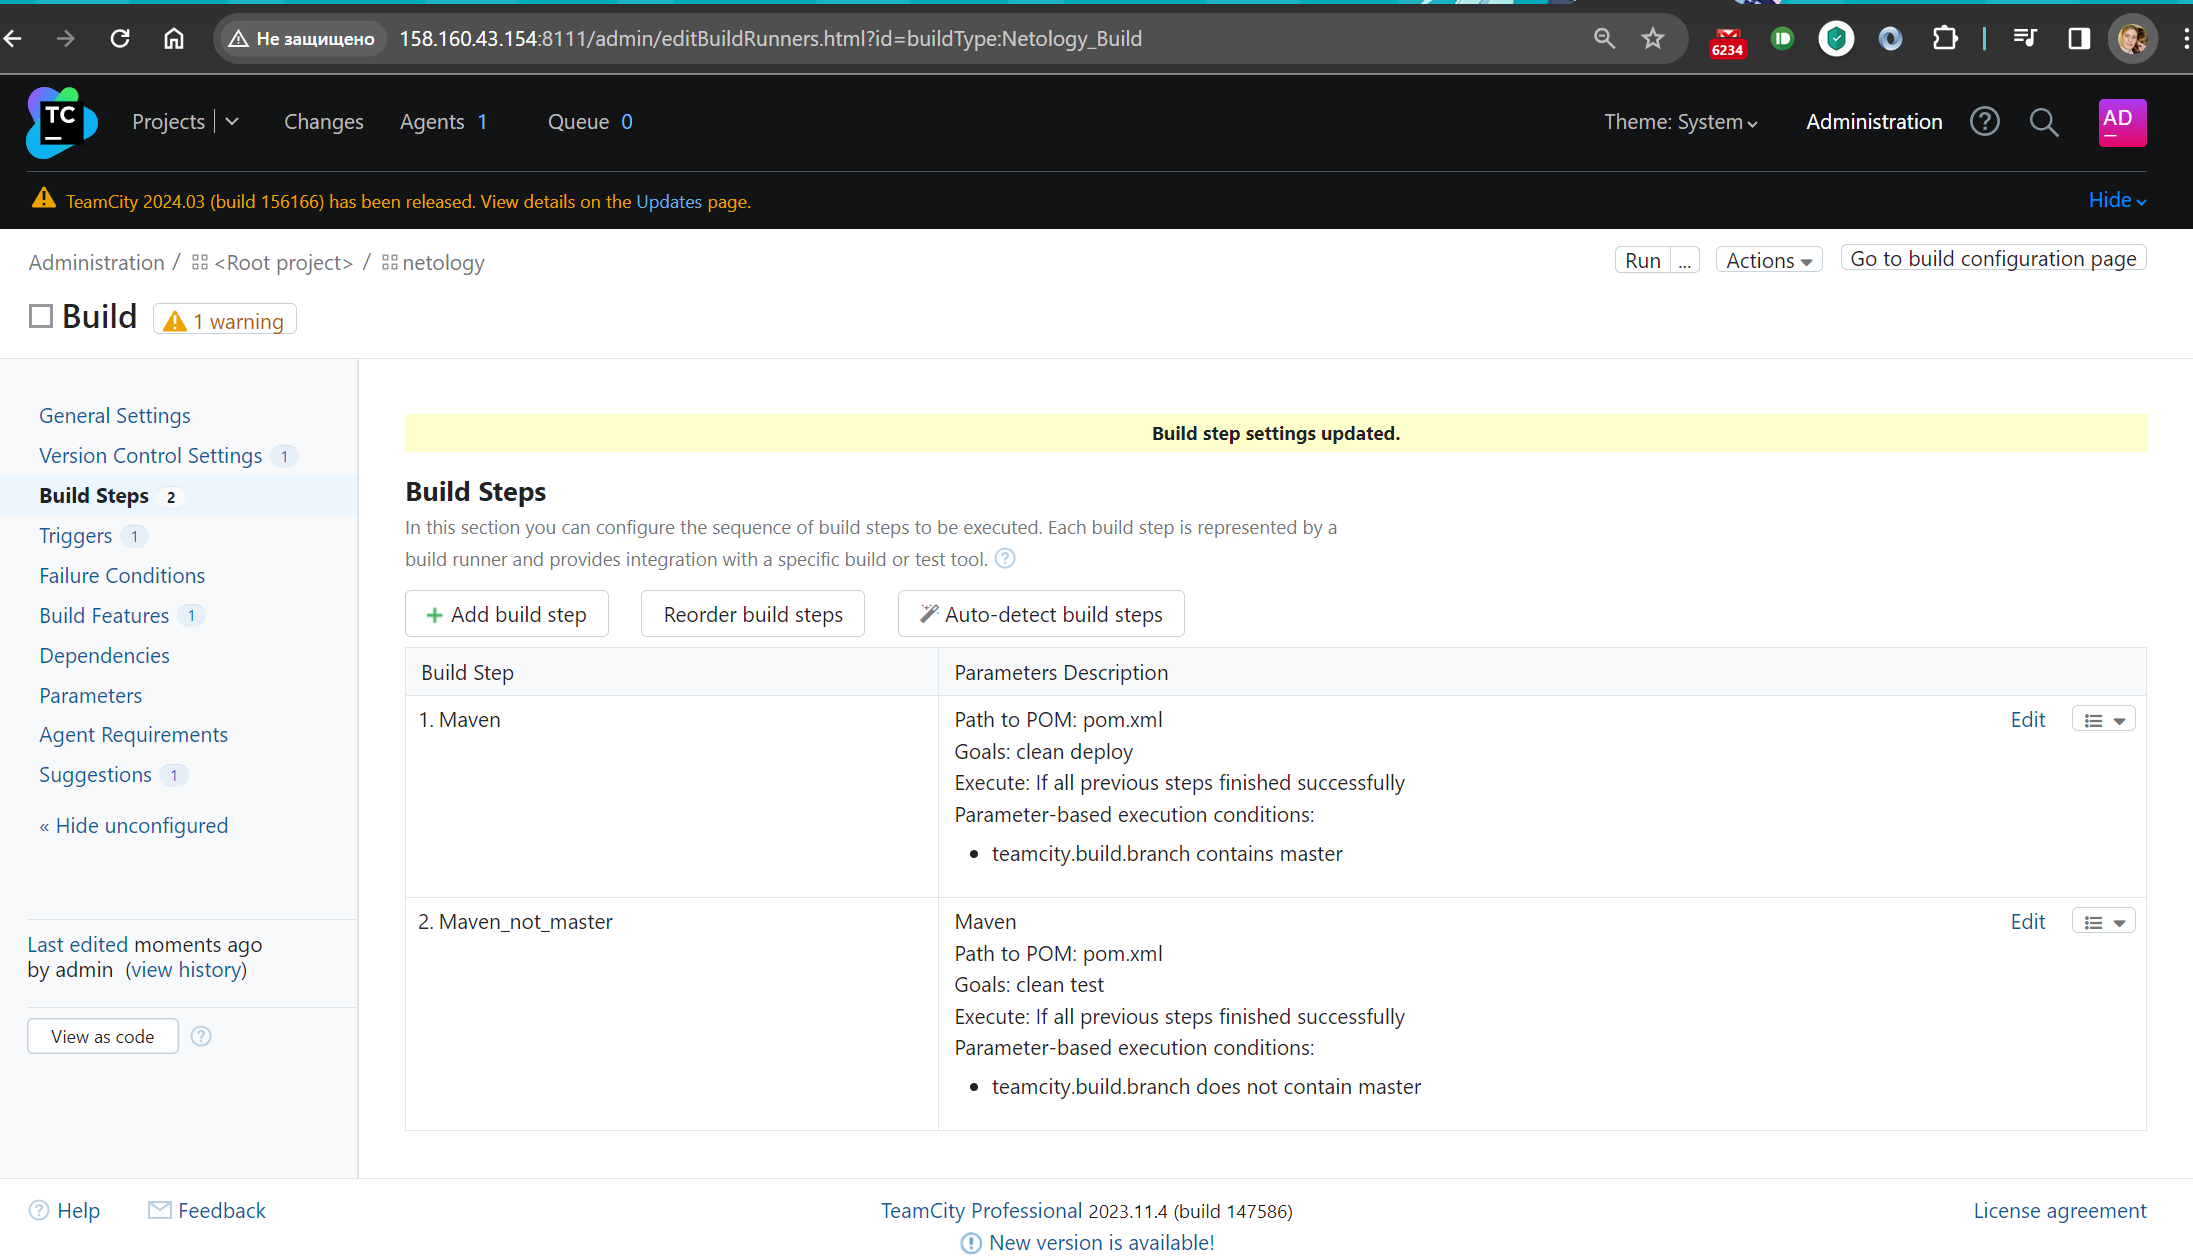 Не защищено 158.160.43.154:8111/admin/editBuildRunners.html?id=buildType:Netology_Build
6234
TC
Projects Changes Agents 1 Queue 0 Theme: System Administration AD
TeamCity 2024.03 (build 156166) has been released. View details on the Updates page. Hide
Administration / <Root project> / netology Run ... Actions Go to build configuration page
Build 1 warning
General Settings
Version Control Settings 1
Build Steps 2
Triggers 1
Failure Conditions
Build Features 1
Dependencies
Parameters
Agent Requirements
Suggestions 1
« Hide unconfigured
Last edited moments ago
by admin (view history)
View as code
Build step settings updated.
Build Steps
In this section you can configure the sequence of build steps to be executed. Each build step is represented by a
build runner and provides integration with a specific build or test tool.
Add build step Reorder build steps Auto-detect build steps
Build Step Parameters Description
1. Maven Path to POM: pom.xml Edit
Goals: clean deploy
Execute: If all previous steps finished successfully
Parameter-based execution conditions:
• teamcity.build.branch contains master
2. Maven_not_master Maven Edit
Path to POM: pom.xml
Goals: clean test
Execute: If all previous steps finished successfully
Parameter-based execution conditions:
• teamcity.build.branch does not contain master
Help Feedback TeamCity Professional 2023.11.4 (build 147586) License agreement
New version is available!